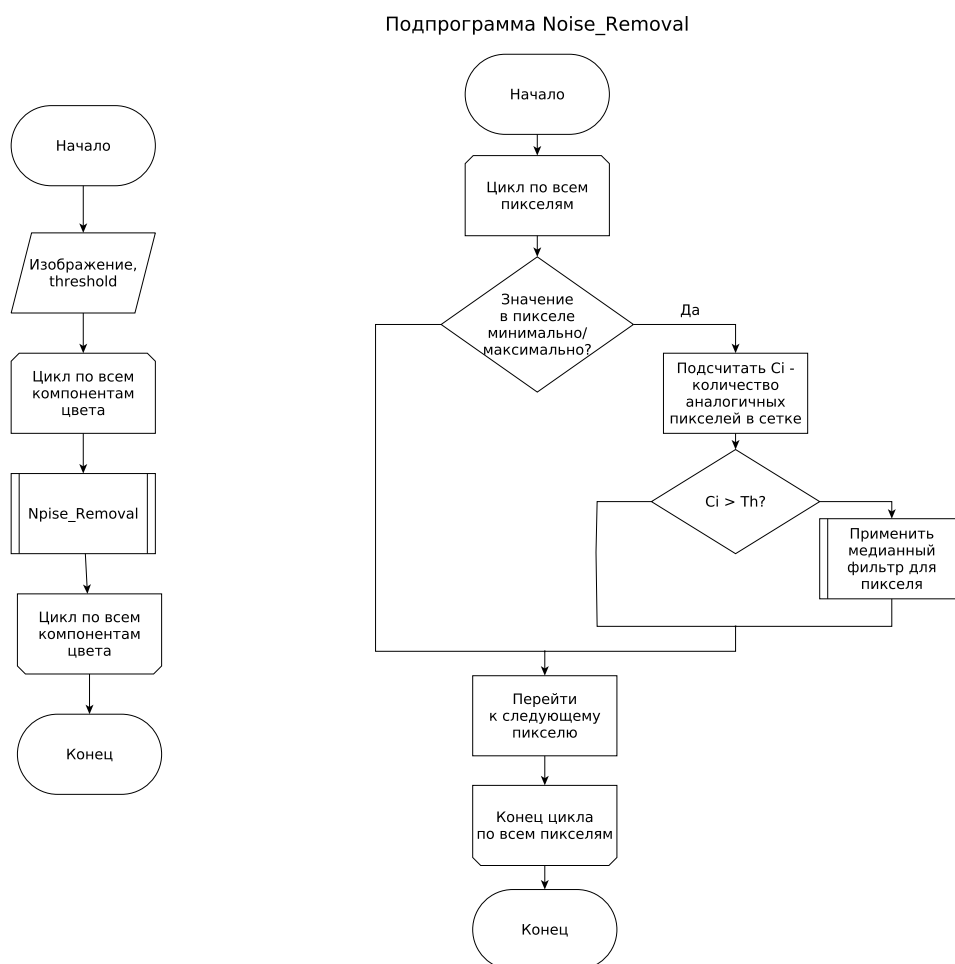 Подпрограмма Noise_Removal
Начало
Изображение,
threshold
Цикл по всем
компонентам
цвета
Npise_Removal
Цикл по всем
компонентам
цвета
Конец
Начало
Цикл по всем
пикселям
Значение
в пикселе
минимально/
максимально?
Да
Подсчитать Ci -
количество
аналогичных
пикселей в сетке
Ci > Th?
Применить
медианный
фильтр для
пикселя
Перейти
к следующему
пикселю
Конец цикла
по всем пикселям
Конец